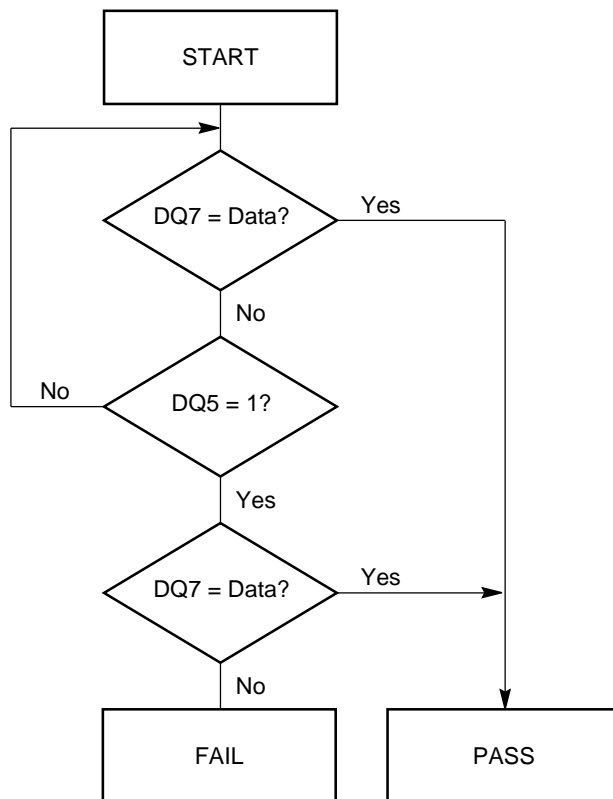 START
DQ7 = Data?
Yes
No
DQ5 = 1?
No
Yes
DQ7 = Data?
Yes
No
FAIL
PASS